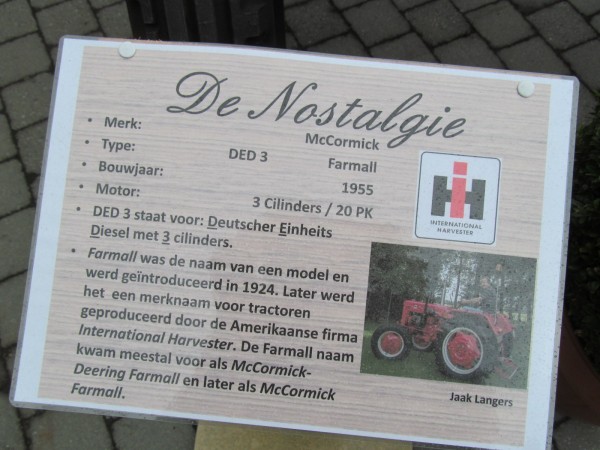 De Nostalgie
• Merk: McCormick
• Type: DED 3 Farmall
• Bouwjaar: 1955
• Motor: 3 Cilinders / 20 PK
• DED 3 staat voor: Deutscher Einheits
Diesel met 3 cilinders.
• Farmall was de naam van een model en
werd geïntroduceerd in 1924. Later werd
het een merknaam voor tractoren
geproduceerd door de Amerikaanse firma
International Harvester. De Farmall naam
kwam meestal voor als McCormick-
Deering Farmall en later als McCormick
Farmall.
IH
INTERNATIONAL
HARVESTER
Jaak Langers